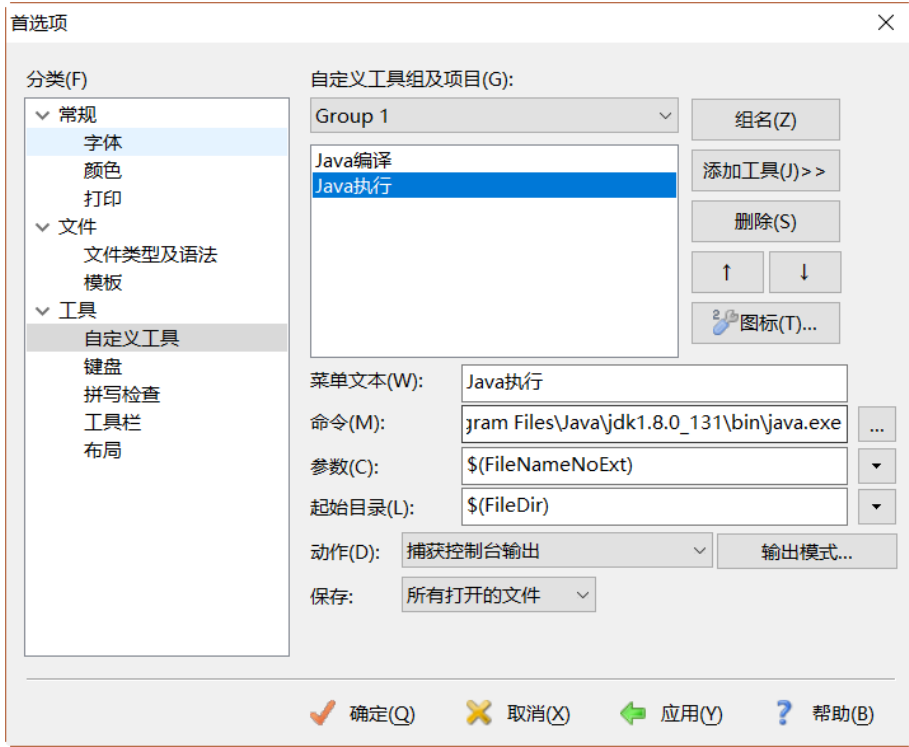 首选项
分类(F)
常规
字体
颜色
打印
文件
文件类型及语法
模板
工具
自定义工具
键盘
拼写检查
工具栏
布局
自定义工具组及项目(G):
Group 1
组名(Z)
Java编译
Java执行
添加工具(J)>>
删除(S)
↑
↓
图标(T)...
菜单文本(W):
Java执行
命令(M):
gram Files\Java\jdk1.8.0_131\bin\java.exe
...
参数(C):
$(FileNameNoExt)
起始目录(L):
$(FileDir)
动作(D):
捕获控制台输出
输出模式...
保存:
所有打开的文件
确定(Q)
取消(X)
应用(Y)
帮助(B)